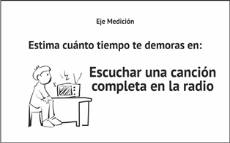 Eje Medición
Estima cuánto tiempo te demoras en:
Escuchar una canción
completa en la radio